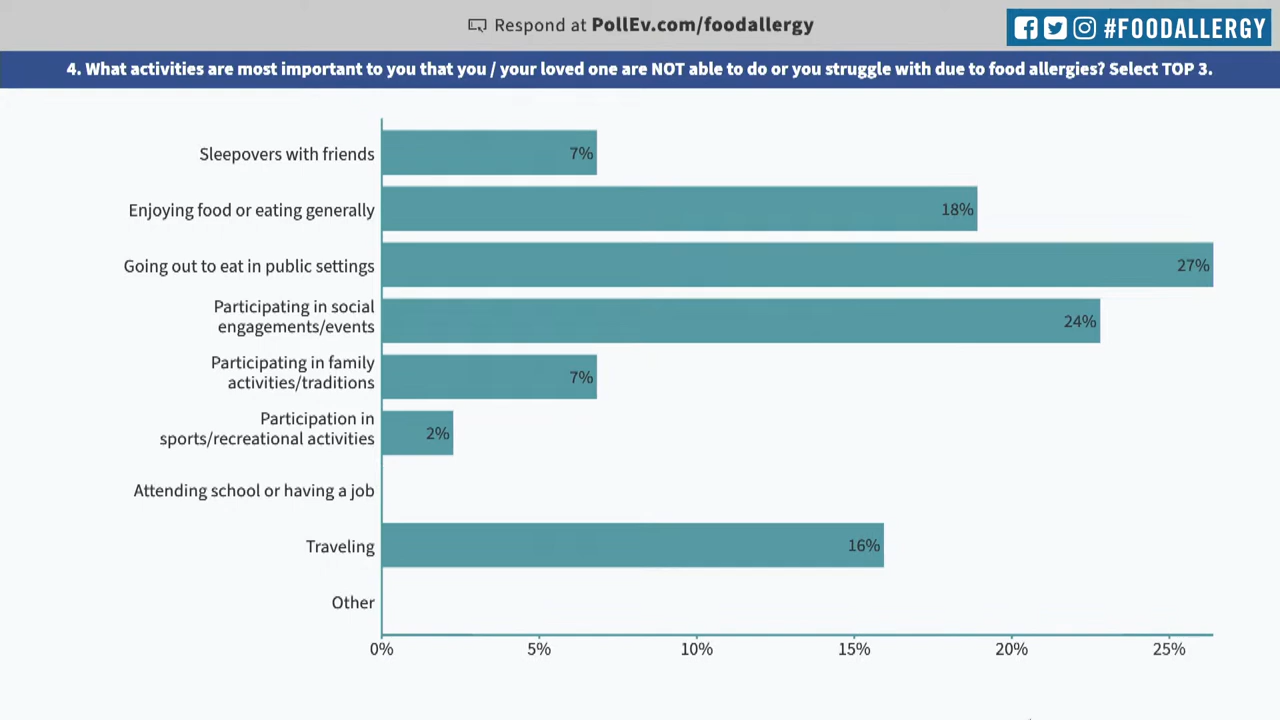 Respond at PollEv.com/foodallergy
#FOODALLERGY
4. What activities are most important to you that you / your loved one are NOT able to do or you struggle with due to food allergies? Select TOP 3.
Sleepovers with friends
7%
Enjoying food or eating generally
18%
Going out to eat in public settings
27%
Participating in social
engagements/events
24%
Participating in family
activities/traditions
7%
Participation in
sports/recreational activities
2%
Attending school or having a job
Traveling
16%
Other
0% 5% 10% 15% 20% 25%